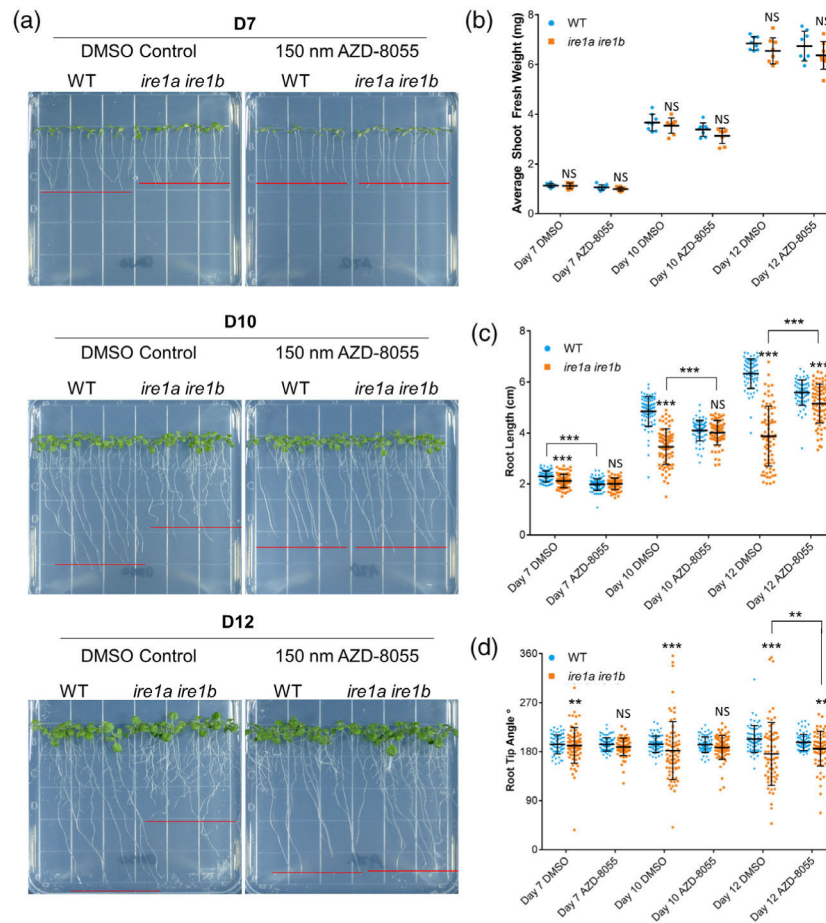 (a)
D7
DMSO Control 150 nm AZD-8055
WT ire1a ire1b WT ire1a ire1b
D10
DMSO Control 150 nm AZD-8055
WT ire1a ire1b WT ire1a ire1b
D12
DMSO Control 150 nm AZD-8055
WT ire1a ire1b WT ire1a ire1b
(b)
Average Shoot Fresh Weight (mg)
8
6
4
2
0
WT
ire1a ire1b
NS
NS
NS
NS
NS
NS
Day 7 DMSO
Day 7 AZD-8055
Day 10 DMSO
Day 10 AZD-8055
Day 12 DMSO
Day 12 AZD-8055
(c)
Root Length (cm)
8
6
4
2
0
WT
ire1a ire1b
***
***
NS
***
***
NS
***
***
***
Day 7 DMSO
Day 7 AZD-8055
Day 10 DMSO
Day 10 AZD-8055
Day 12 DMSO
Day 12 AZD-8055
(d)
Root Tip Angle °
360
270
180
90
0
WT
ire1a ire1b
**
NS
***
NS
***
**
**
Day 7 DMSO
Day 7 AZD-8055
Day 10 DMSO
Day 10 AZD-8055
Day 12 DMSO
Day 12 AZD-8055